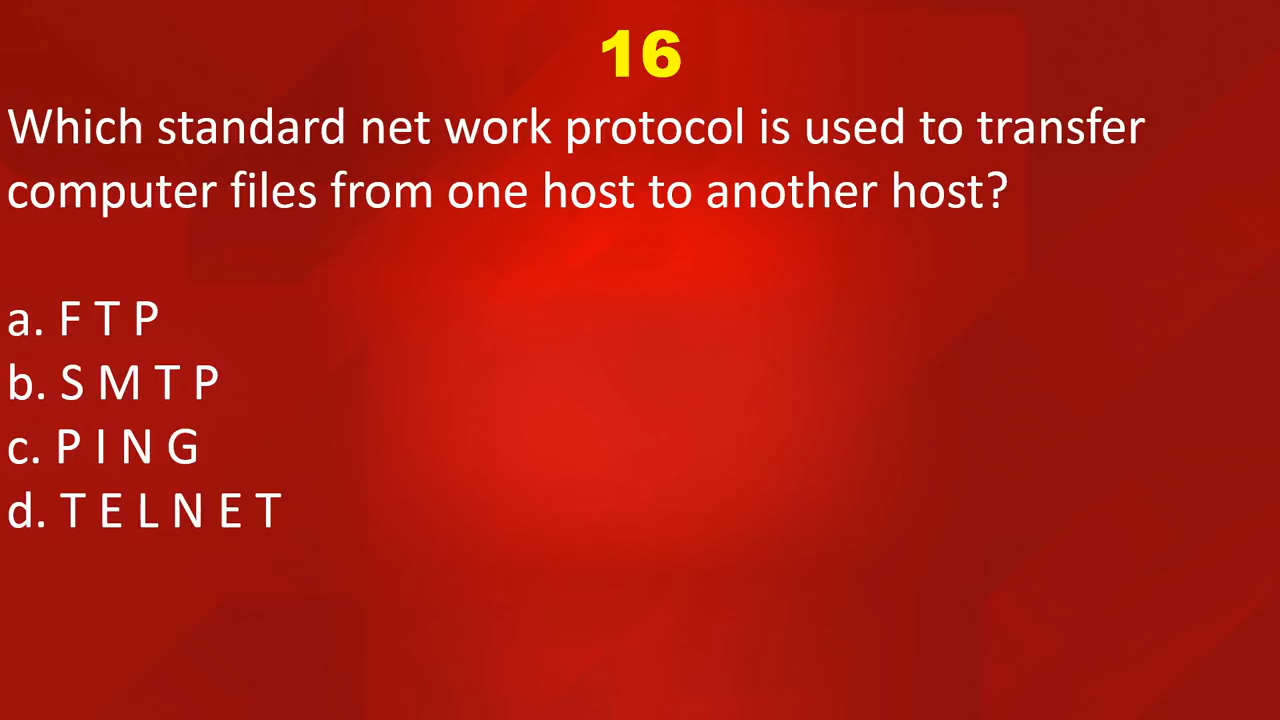 16
Which standard net work protocol is used to transfer
computer files from one host to another host?
a. F T P
b. S M T P
c. P I N G
d. T E L N E T